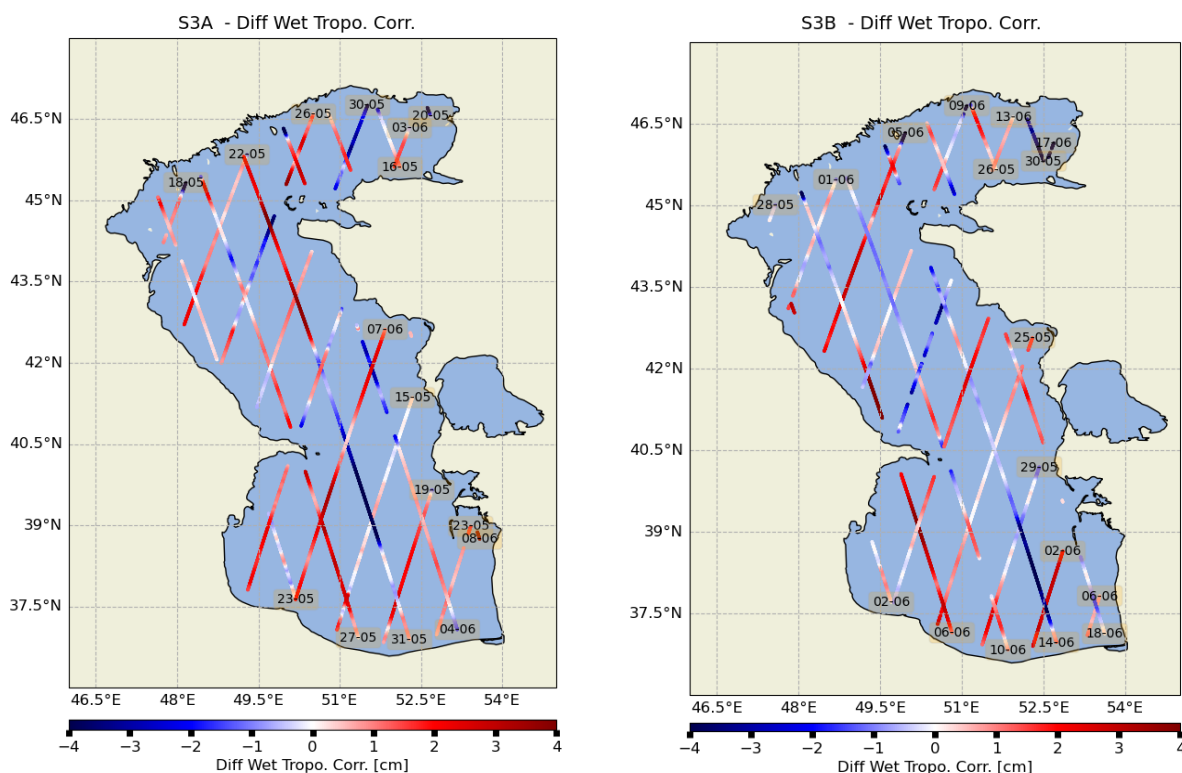 S3A - Diff Wet Tropo. Corr.
46.5°N
45°N
43.5°N
42°N
40.5°N
39°N
37.5°N
30-05
26-05
20-05
03-06
22-05
16-05
18-05
07-06
15-05
19-05
23-05
08-06
23-05
04-06
27-05
31-05
46.5°E
48°E
49.5°E
51°E
52.5°E
54°E
−4
−3
−2
−1
0
1
2
3
4
Diff Wet Tropo. Corr. [cm]
S3B - Diff Wet Tropo. Corr.
46.5°N
45°N
43.5°N
42°N
40.5°N
39°N
37.5°N
09-06
13-06
05-06
17-06
30-05
26-05
01-06
28-05
25-05
29-05
02-06
02-06
06-06
06-06
18-06
14-06
10-06
46.5°E
48°E
49.5°E
51°E
52.5°E
54°E
−4
−3
−2
−1
0
1
2
3
4
Diff Wet Tropo. Corr. [cm]